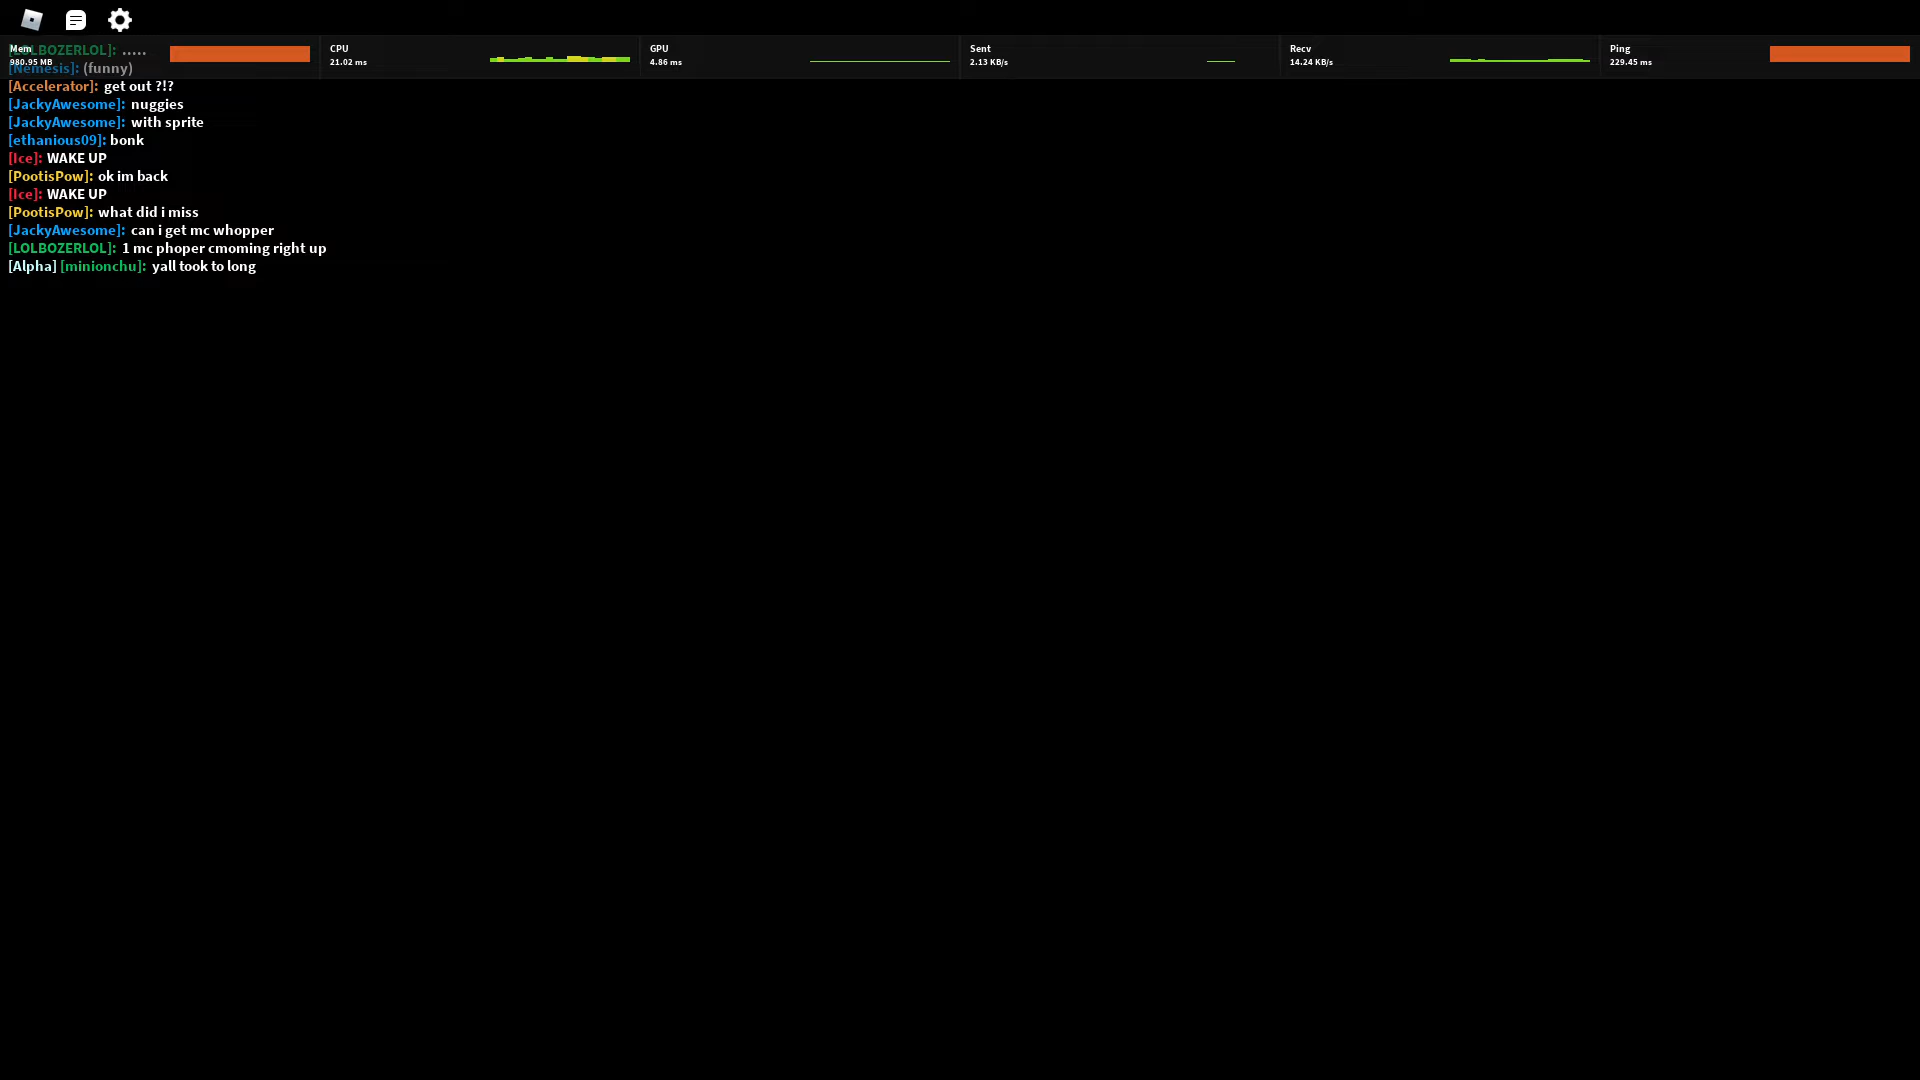 Mem
980.95 MB
CPU
21.02 ms
GPU
4.86 ms
Sent
2.13 KB/s
Recv
14.24 KB/s
Ping
229.45 ms
[LOLBOZERLOL]: .....
[Nemesis]: (funny)
[Accelerator]: get out ?!?
[JackyAwesome]: nuggies
[JackyAwesome]: with sprite
[ethanious09]: bonk
[Ice]: WAKE UP
[PootisPow]: ok im back
[Ice]: WAKE UP
[PootisPow]: what did i miss
[JackyAwesome]: can i get mc whopper
[LOLBOZERLOL]: 1 mc phoper cmoming right up
[Alpha] [minionchu]: yall took to long